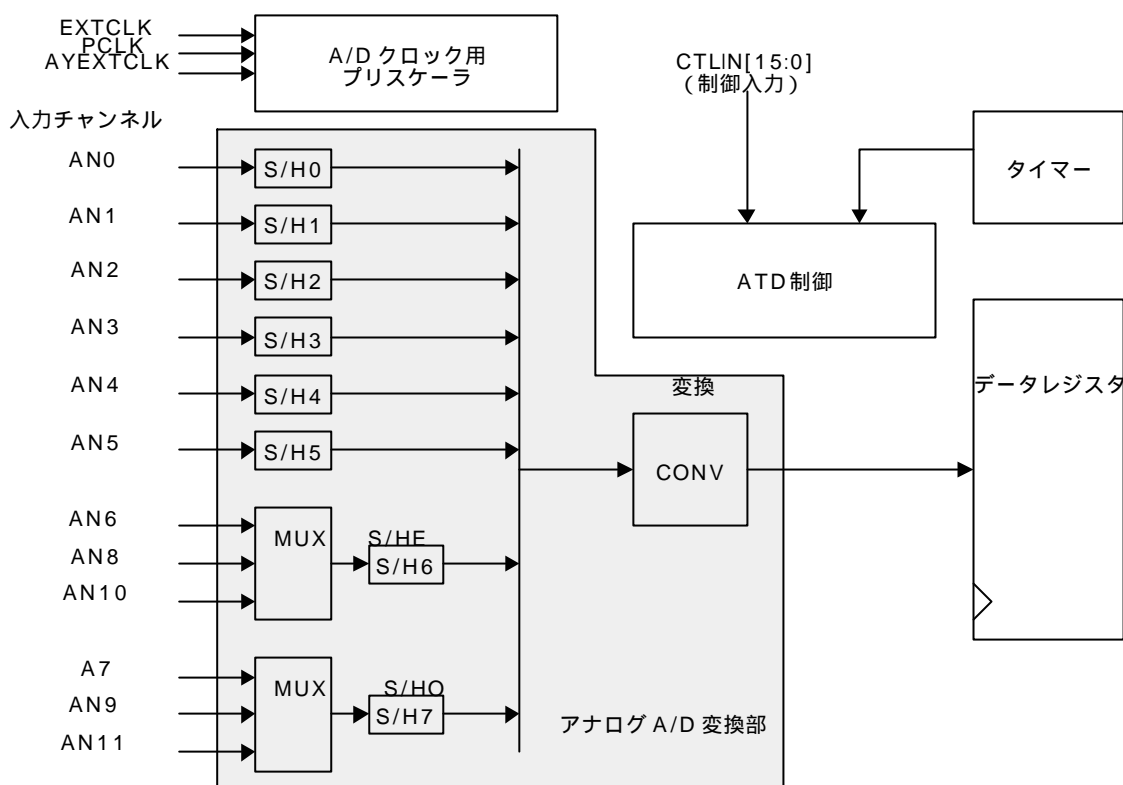 EXTCLK
PCLK
AYEXTCLK
A/D クロック用
プリスケーラ
CTLIN[15:0]
(制御入力)
入力チャンネル
タイマー
AN0
S/H0
AN1
S/H1
AN2
S/H2
ATD制御
AN3
S/H3
AN4
S/H4
変換
データレジスタ
AN5
S/H5
CONV
AN6
MUX
S/HE
AN8
S/H6
AN10
A7
MUX
S/HO
AN9
S/H7
アナログ A/D 変換部
AN11